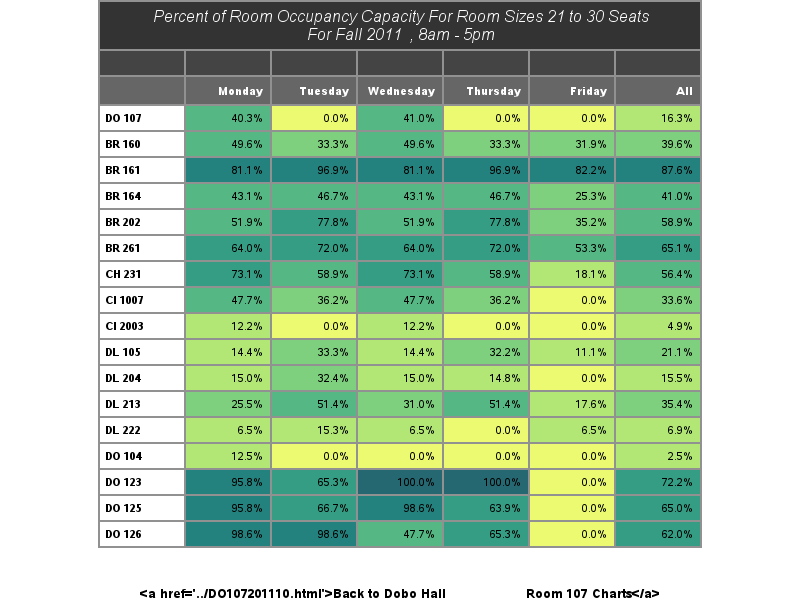 Percent of Room Occupancy Capacity For Room Sizes 21 to 30 Seats
For Fall 2011 , 8am - 5pm
Monday Tuesday Wednesday Thursday Friday All
DO 107 40.3% 0.0% 41.0% 0.0% 0.0% 16.3%
BR 160 49.6% 33.3% 49.6% 33.3% 31.9% 39.6%
BR 161 81.1% 96.9% 81.1% 96.9% 82.2% 87.6%
BR 164 43.1% 46.7% 43.1% 46.7% 25.3% 41.0%
BR 202 51.9% 77.8% 51.9% 77.8% 35.2% 58.9%
BR 261 64.0% 72.0% 64.0% 72.0% 53.3% 65.1%
CH 231 73.1% 58.9% 73.1% 58.9% 18.1% 56.4%
CI 1007 47.7% 36.2% 47.7% 36.2% 0.0% 33.6%
CI 2003 12.2% 0.0% 12.2% 0.0% 0.0% 4.9%
DL 105 14.4% 33.3% 14.4% 32.2% 11.1% 21.1%
DL 204 15.0% 32.4% 15.0% 14.8% 0.0% 15.5%
DL 213 25.5% 51.4% 31.0% 51.4% 17.6% 35.4%
DL 222 6.5% 15.3% 6.5% 0.0% 6.5% 6.9%
DO 104 12.5% 0.0% 0.0% 0.0% 0.0% 2.5%
DO 123 95.8% 65.3% 100.0% 100.0% 0.0% 72.2%
DO 125 95.8% 66.7% 98.6% 63.9% 0.0% 65.0%
DO 126 98.6% 98.6% 47.7% 65.3% 0.0% 62.0%
<a href='../DO107201110.html'>Back to Dobo Hall Room 107 Charts</a>